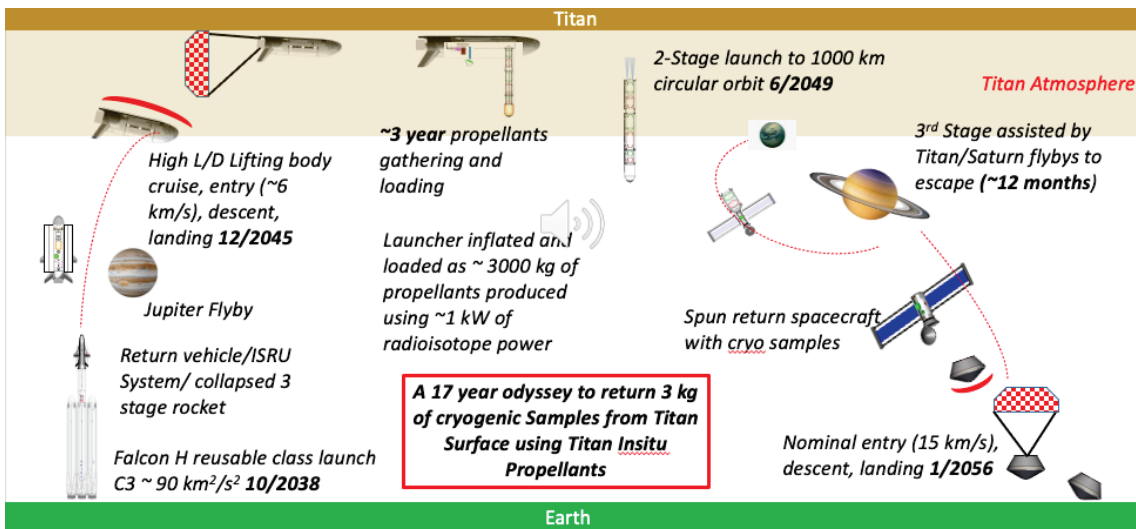 Titan
2-Stage launch to 1000 km
circular orbit 6/2049
Titan Atmosphere
3rd Stage assisted by
Titan/Saturn flybys to
escape (~12 months)
~3 year propellants
gathering and
loading
High L/D Lifting body
cruise, entry (~6
km/s), descent,
landing 12/2045
Launcher inflated and
loaded as ~ 3000 kg of
propellants produced
using ~1 kW of
radioisotope power
Jupiter Flyby
Spun return spacecraft
with cryo samples
Return vehicle/ISRU
System/ collapsed 3
stage rocket
A 17 year odyssey to return 3 kg
of cryogenic Samples from Titan
Surface using Titan Insitu
Propellants
Nominal entry (15 km/s),
descent, landing 1/2056
Falcon H reusable class launch
C3 ~ 90 km²/s² 10/2038
Earth